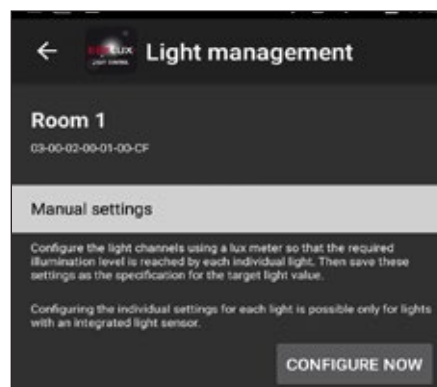 Light management
Room 1
03-00-02-00-01-00-CF
Manual settings
Configure the light channels using a lux meter so that the required
illumination level is reached by each individual light. Then save these
settings as the specification for the target light value.
Configuring the individual settings for each light is possible only for lights
with an integrated light sensor.
CONFIGURE NOW